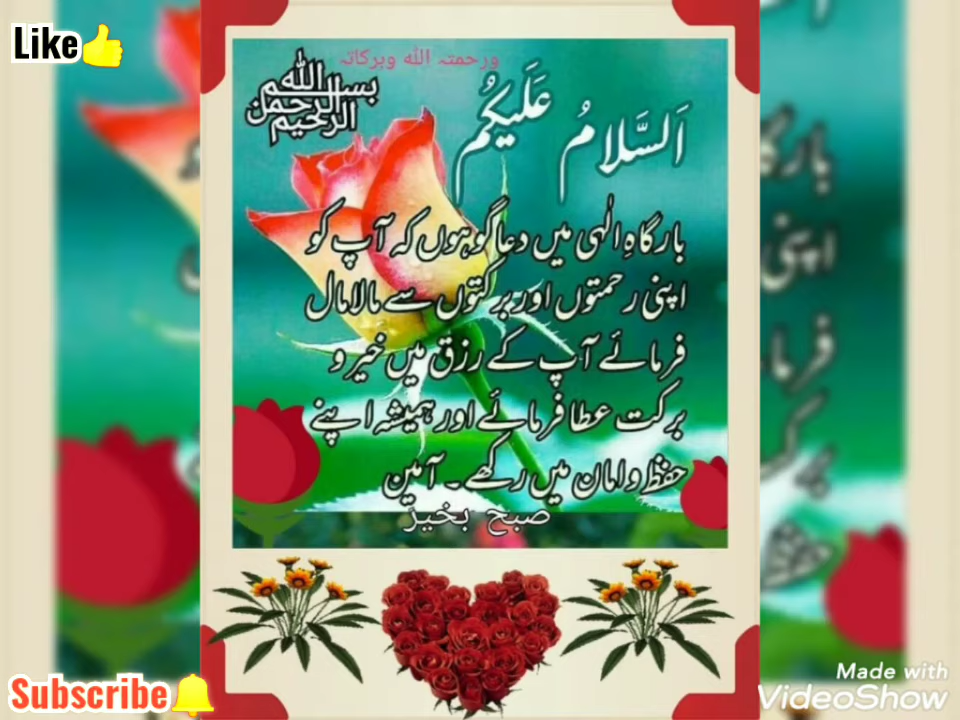 Like
ورحمتہ اللہ وبرکاتہ
بسم اللہ الرحمن الرحیم
اَلسَّلامُ عَلَیکُم
بارگاہِ الٰہی میں دعا گو ہوں کہ آپ کو
اپنی رحمتوں اور برکتوں سے مالا مال
فرمائے آپ کے رزق میں خیر و
برکت عطا فرمائے اور ہمیشہ اپنے
حفظ و امان میں رکھے۔ آمین
صبح بخیر
Subscribe
Made with
VideoShow